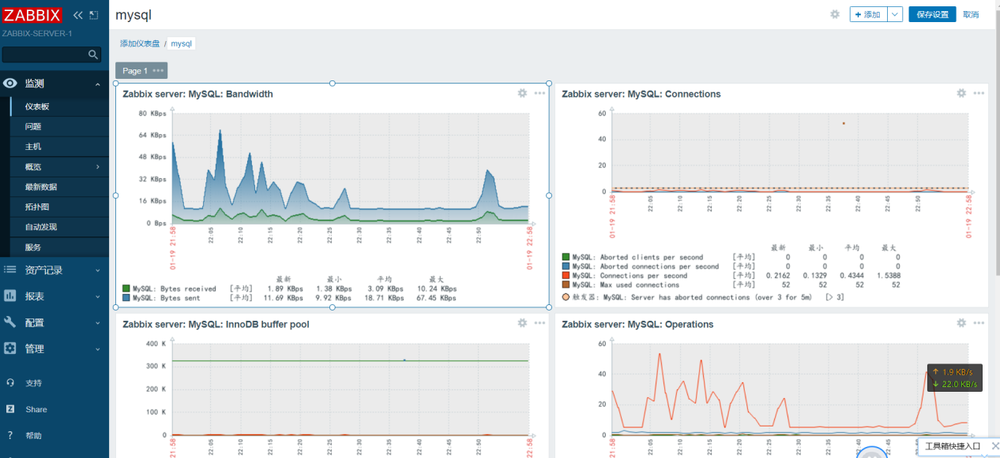 ZABBIX
ZABBIX-SERVER-1
监测
仪表板
问题
主机
概览
最新数据
拓扑图
自动发现
服务
资产记录
报表
配置
管理
支持
Z Share
? 帮助
mysql
+ 添加
保存设置 取消
添加仪表盘 / mysql
Page 1
Zabbix server: MySQL: Bandwidth
80 KBps
64 KBps
48 KBps
32 KBps
16 KBps
0 Bps
01-19 21:58 22:05 22:10 22:15 22:20 22:25 22:30 22:35 22:40 22:45 22:50 01-19 22:58
最新 最小 平均 最大
MySQL: Bytes received [平均] 1.89 KBps 1.38 KBps 3.09 KBps 10.24 KBps
MySQL: Bytes sent [平均] 11.69 KBps 9.92 KBps 18.71 KBps 67.45 KBps
Zabbix server: MySQL: Connections
60
40
20
0
01-19 21:58 22:05 22:10 22:15 22:20 22:25 22:30 22:35 22:40 22:45 22:50 01-19 22:58
最新 最小 平均 最大
MySQL: Aborted clients per second [平均] 0 0 0 0
MySQL: Aborted connections per second [平均] 0 0 0 0
MySQL: Connections per second [平均] 0.2162 0.1329 0.4344 1.5388
MySQL: Max used connections [平均] 52 52 52 52
触发器: MySQL: Server has aborted connections (over 3 for 5m) [> 3]
Zabbix server: MySQL: InnoDB buffer pool
400 K
300 K
200 K
100 K
0
21:58 22:05 22:10 22:15 22:20 22:25 22:30 22:35 22:40 22:45 22:50 22:58
Zabbix server: MySQL: Operations
60
40
20
0
21:58 22:05 22:10 22:15 22:20 22:25 22:30 22:35 22:40 22:45 22:50
↑ 1.9 KB/s
↓ 22.0 KB/s
工具箱快捷入口